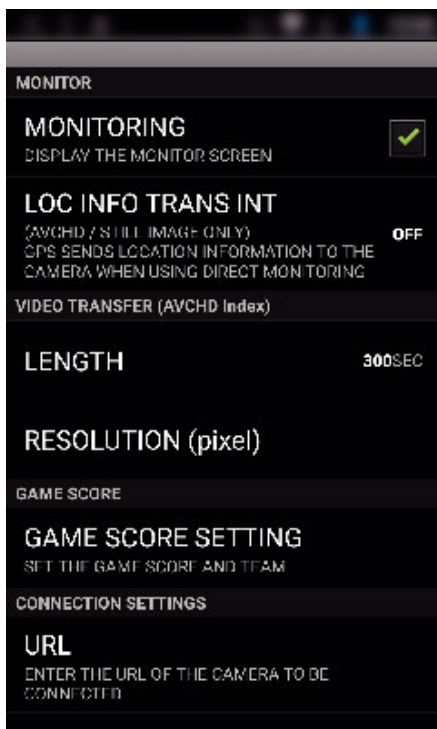 MONITOR
MONITORING
DISPLAY THE MONITOR SCREEN
LOC INFO TRANS INT
(AVCHD / STILL IMAGE ONLY)
OFF
GPS SENDS LOCATION INFORMATION TO THE
CAMERA WHEN USING DIRECT MONITORING
VIDEO TRANSFER (AVCHD Index)
LENGTH
300SEC
RESOLUTION (pixel)
GAME SCORE
GAME SCORE SETTING
SET THE GAME SCORE AND TEAM
CONNECTION SETTINGS
URL
ENTER THE URL OF THE CAMERA TO BE
CONNECTED